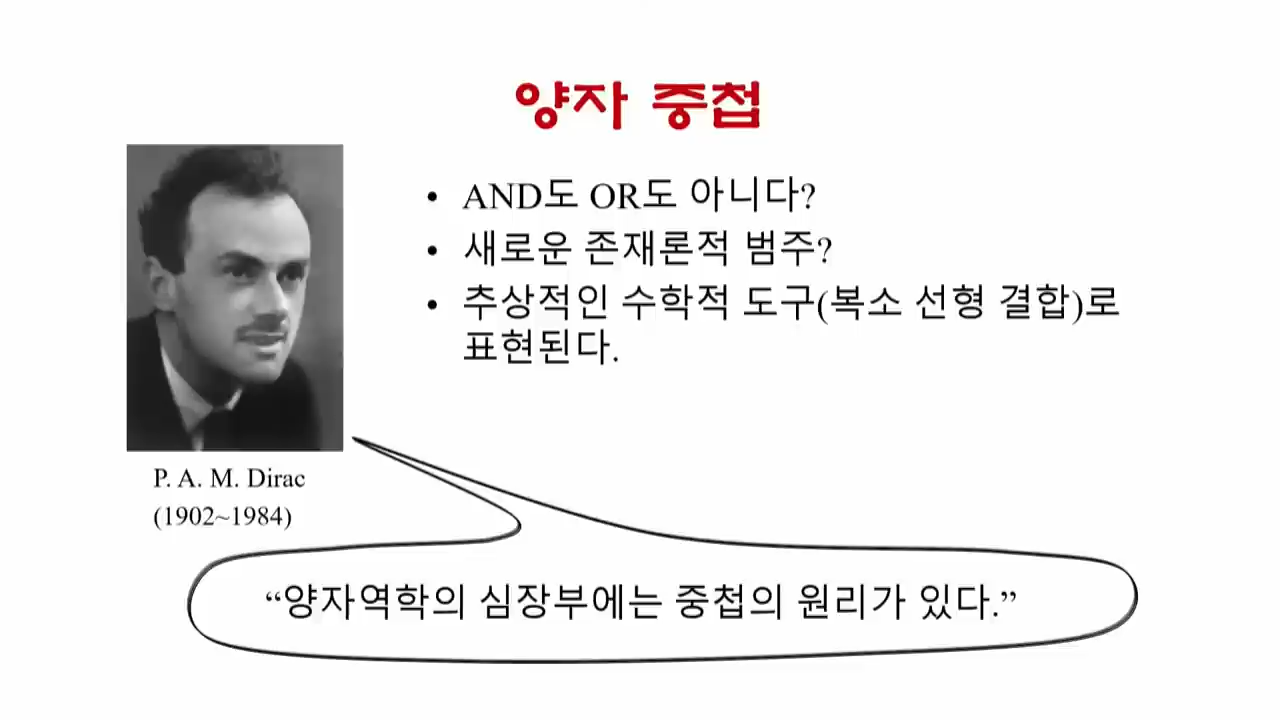 양자 중첩
• AND도 OR도 아니다?
• 새로운 존재론적 범주?
• 추상적인 수학적 도구(복소 선형 결합)로
표현된다.
P. A. M. Dirac
(1902~1984)
“양자역학의 심장부에는 중첩의 원리가 있다.”